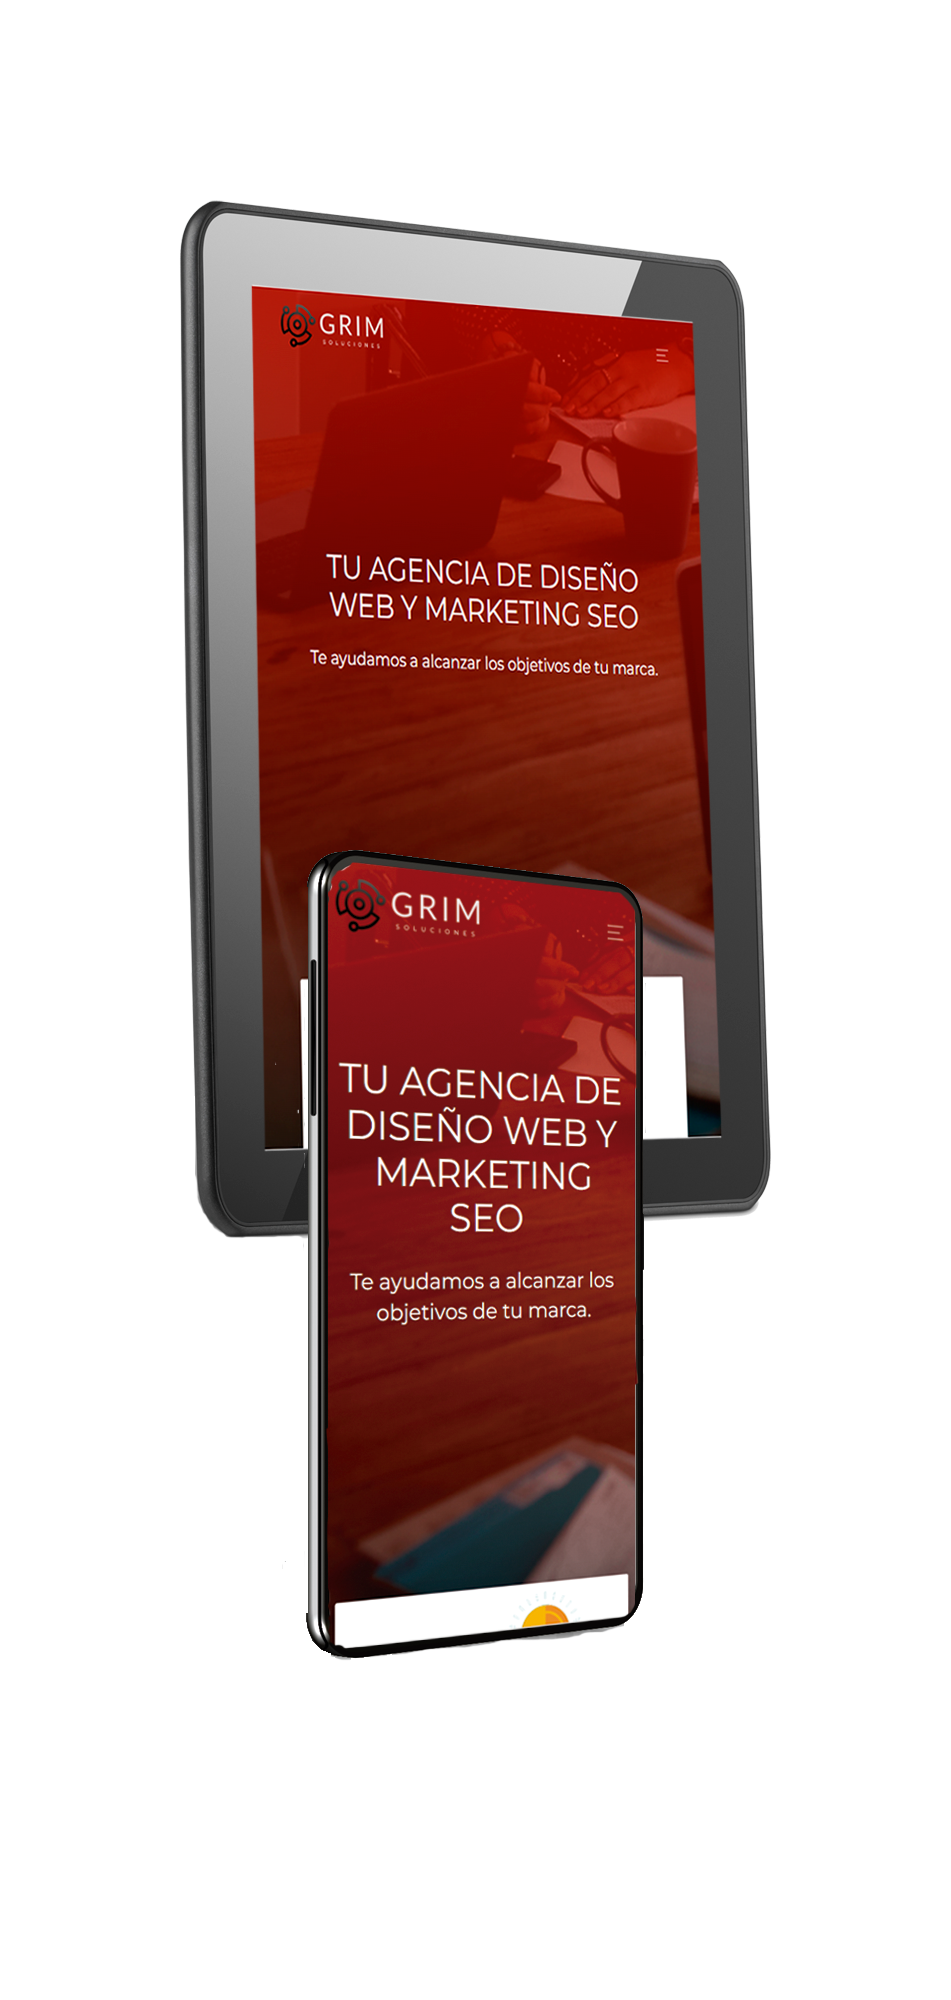 GRIM
SOLUCIONES
TU AGENCIA DE DISEÑO
WEB Y MARKETING SEO
Te ayudamos a alcanzar los objetivos de tu marca.
GRIM
SOLUCIONES
TU AGENCIA DE
DISEÑO WEB Y
MARKETING
SEO
Te ayudamos a alcanzar los
objetivos de tu marca.